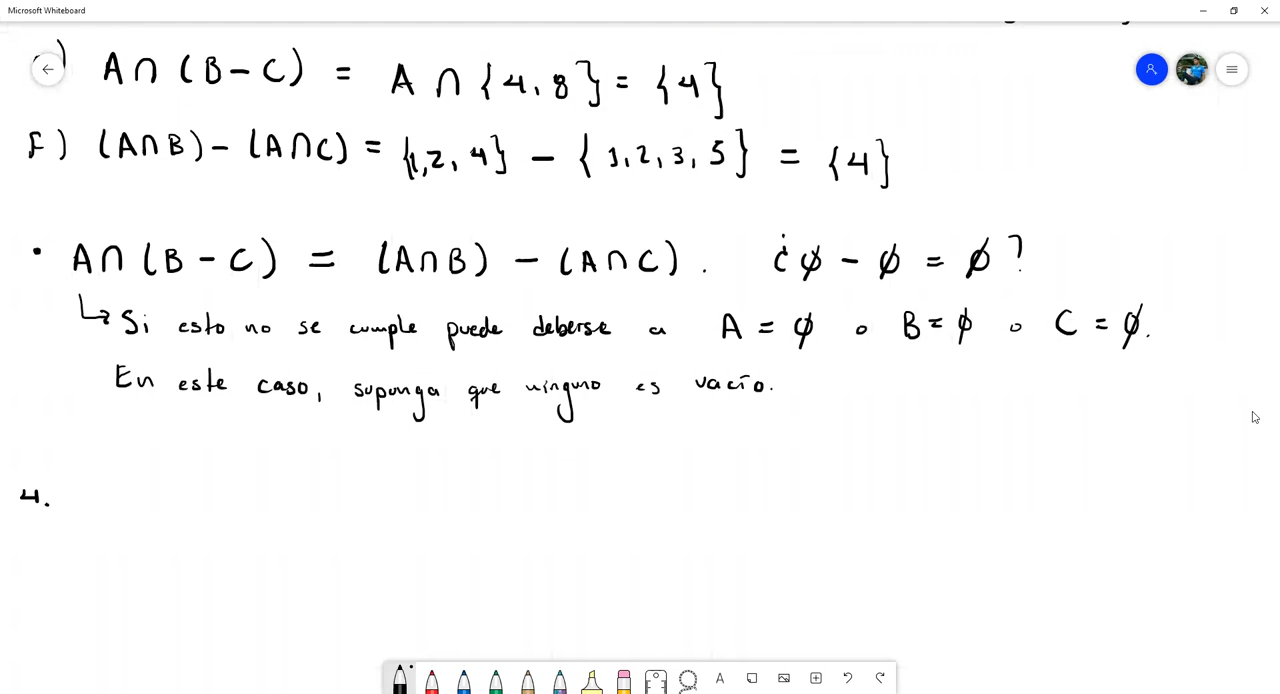 Microsoft Whiteboard
) A∩(B-C) = A∩{4,8} = {4}
F) (A∩B)-(A∩C) = {1,2,4} - {1,2,3,5} = {4}
• A∩(B-C) = (A∩B) - (A∩C). ¿∅ - ∅ = ∅?
↳ Si esto no se cumple puede deberse a A = ∅ o B = ∅ o C = ∅.
En este caso, suponga que ninguno es vacío.
4.
A